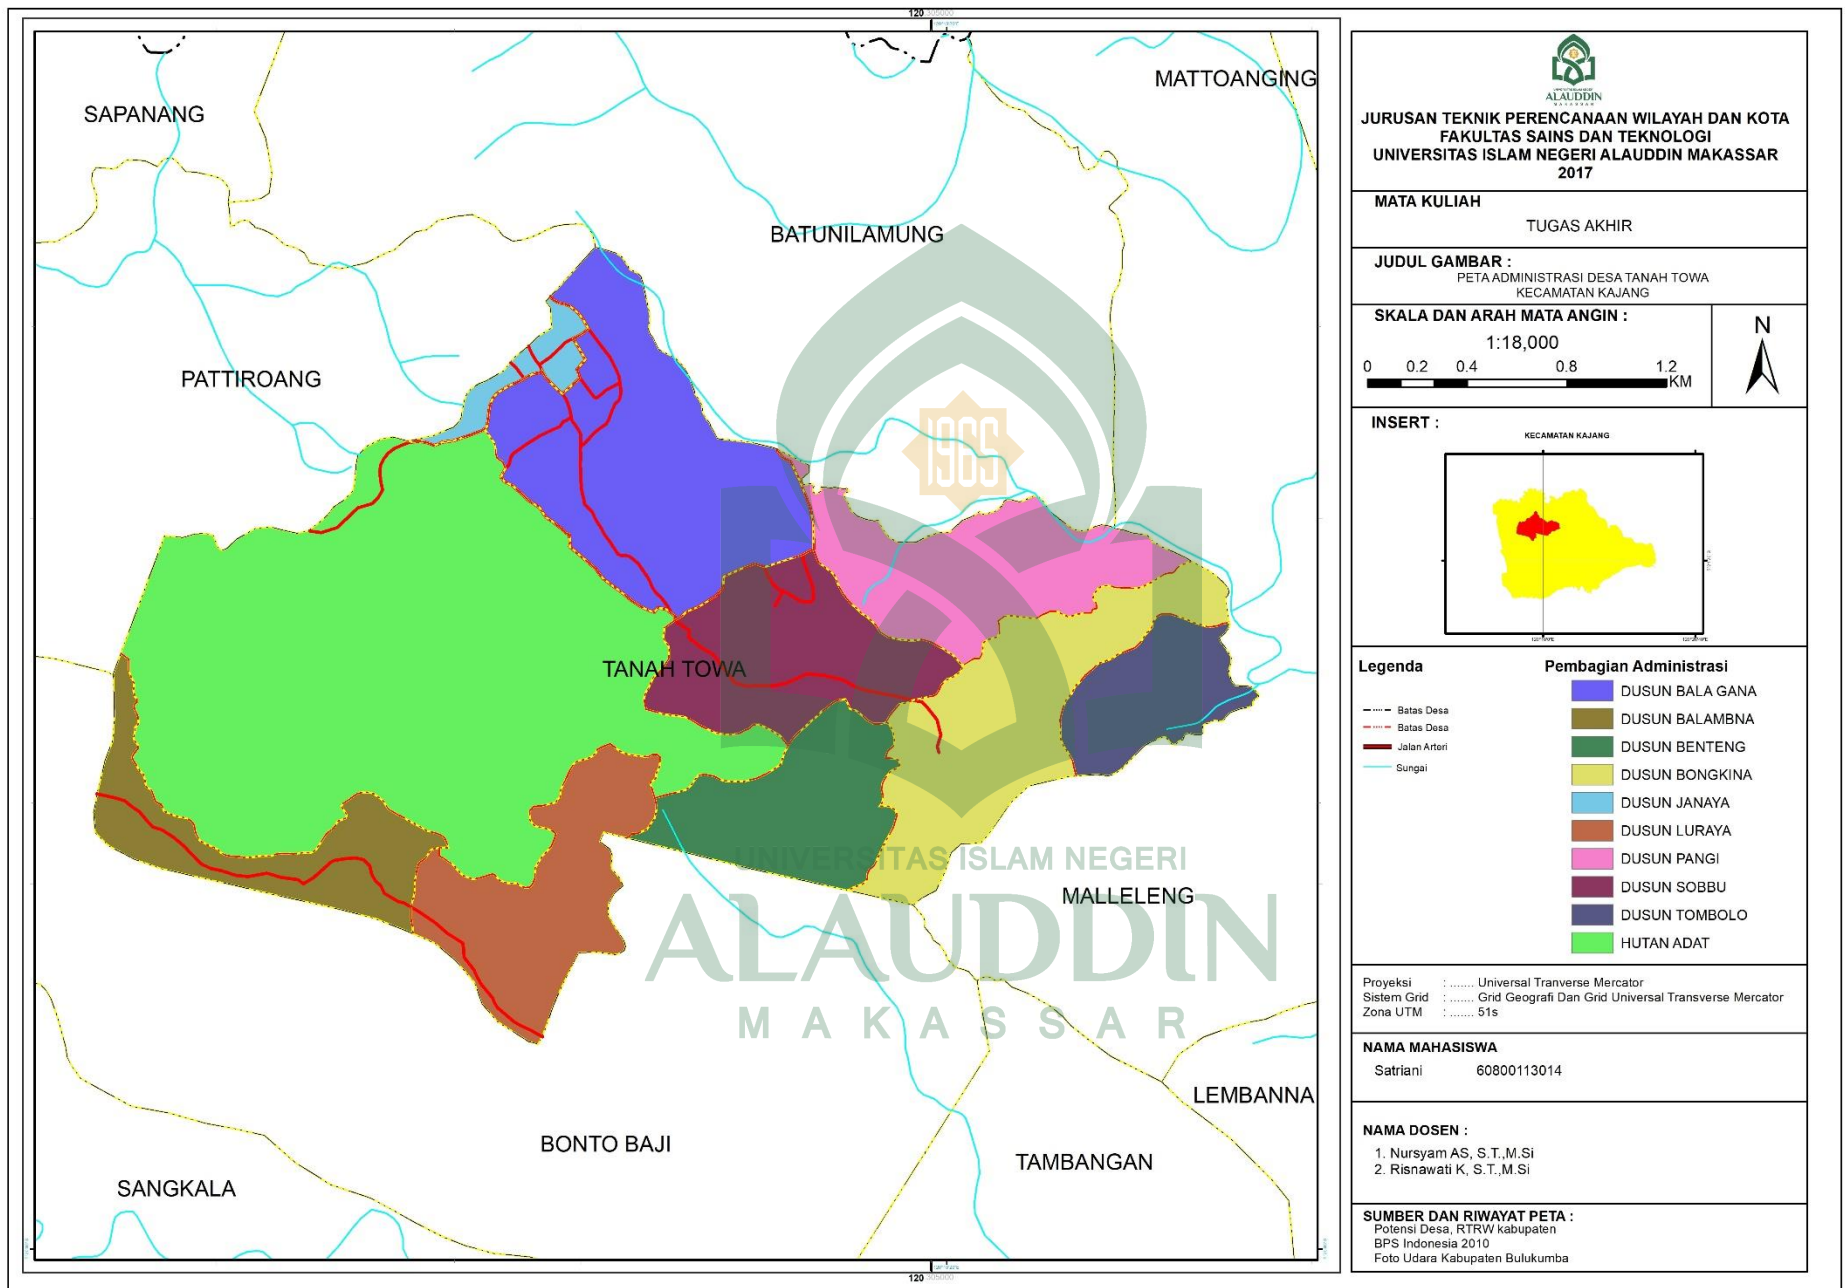 120
305000
SAPANANG
MATTOANGING
BATUNILAMUNG
PATTIROANG
TANAH TOWA
MALLELENG
LEMBANNA
BONTO BAJI
TAMBANGAN
SANGKALA
120
305000
1965
UNIVERSITAS ISLAM NEGERI
ALAUDDIN
MAKASSAR
ALAUDDIN
MAKASSAR
JURUSAN TEKNIK PERENCANAAN WILAYAH DAN KOTA
FAKULTAS SAINS DAN TEKNOLOGI
UNIVERSITAS ISLAM NEGERI ALAUDDIN MAKASSAR
2017
MATA KULIAH
TUGAS AKHIR
JUDUL GAMBAR :
PETA ADMINISTRASI DESA TANAH TOWA
KECAMATAN KAJANG
SKALA DAN ARAH MATA ANGIN :
1:18,000
0 0.2 0.4 0.8 1.2
KM
N
INSERT :
KECAMATAN KAJANG
Legenda
Batas Desa
Batas Desa
Jalan Arteri
Sungai
Pembagian Administrasi
DUSUN BALA GANA
DUSUN BALAMBNA
DUSUN BENTENG
DUSUN BONGKINA
DUSUN JANAYA
DUSUN LURAYA
DUSUN PANGI
DUSUN SOBBU
DUSUN TOMBOLO
HUTAN ADAT
Proyeksi : ....... Universal Tranverse Mercator
Sistem Grid : ....... Grid Geografi Dan Grid Universal Transverse Mercator
Zona UTM : ....... 51s
NAMA MAHASISWA
Satriani 60800113014
NAMA DOSEN :
1. Nursyam AS, S.T.,M.Si
2. Risnawati K, S.T.,M.Si
SUMBER DAN RIWAYAT PETA :
Potensi Desa, RTRW kabupaten
BPS Indonesia 2010
Foto Udara Kabupaten Bulukumba